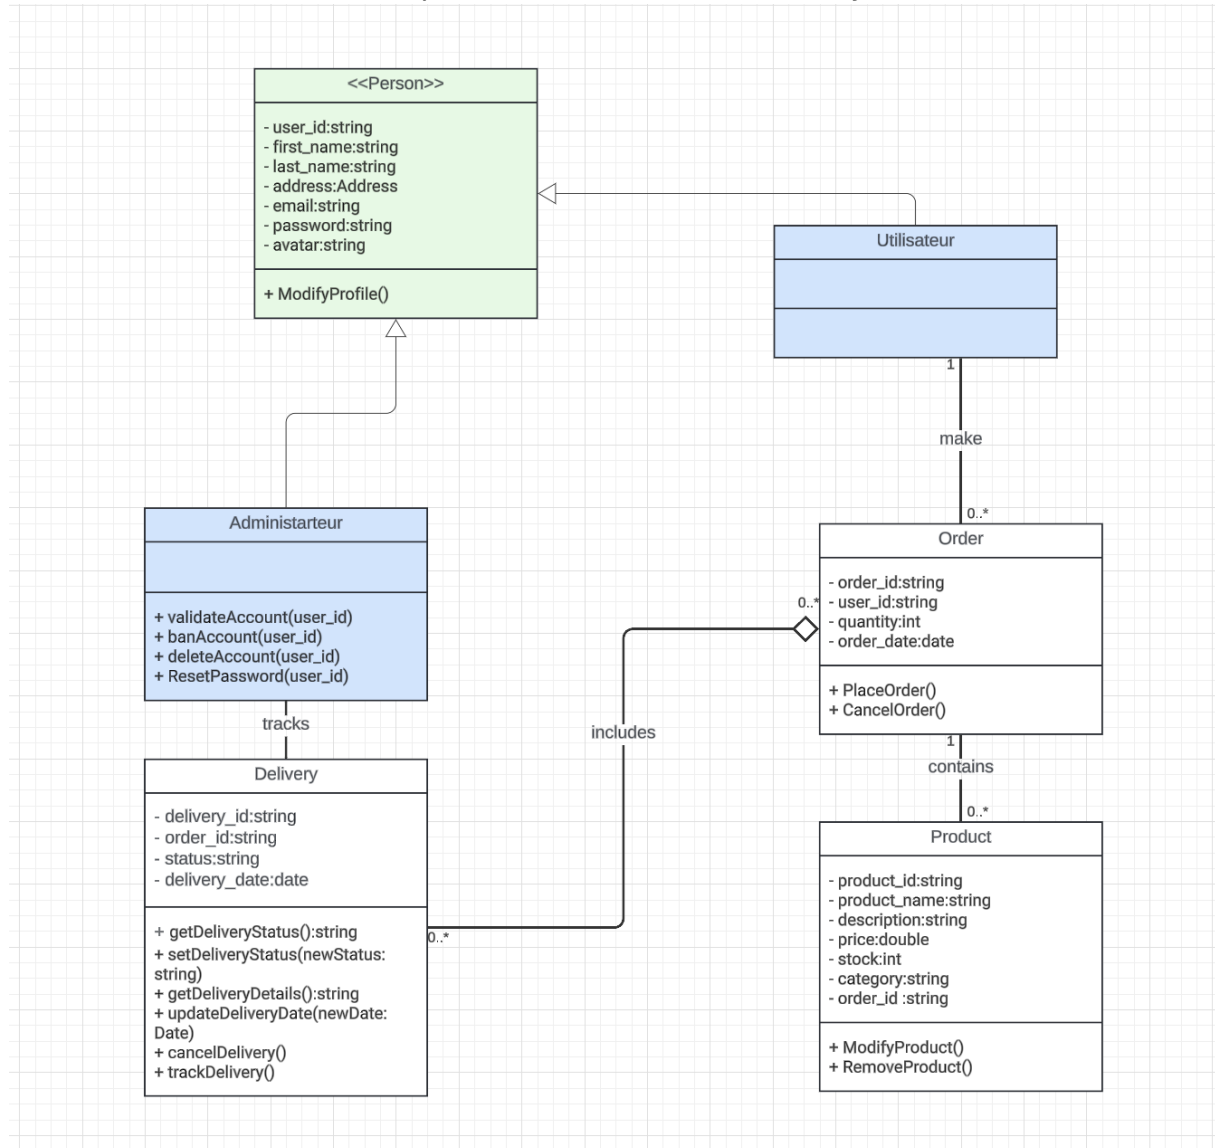 <<Person>>
- user_id:string
- first_name:string
- last_name:string
- address:Address
- email:string
- password:string
- avatar:string
+ ModifyProfile()
Utilisateur
1
make
0..*
Administarteur
+ validateAccount(user_id)
+ banAccount(user_id)
+ deleteAccount(user_id)
+ ResetPassword(user_id)
tracks
Order
- order_id:string
- user_id:string
- quantity:int
- order_date:date
+ PlaceOrder()
+ CancelOrder()
0..*
includes
0..*
1
contains
0..*
Delivery
- delivery_id:string
- order_id:string
- status:string
- delivery_date:date
+ getDeliveryStatus():string
+ setDeliveryStatus(newStatus:
string)
+ getDeliveryDetails():string
+ updateDeliveryDate(newDate:
Date)
+ cancelDelivery()
+ trackDelivery()
Product
- product_id:string
- product_name:string
- description:string
- price:double
- stock:int
- category:string
- order_id :string
+ ModifyProduct()
+ RemoveProduct()